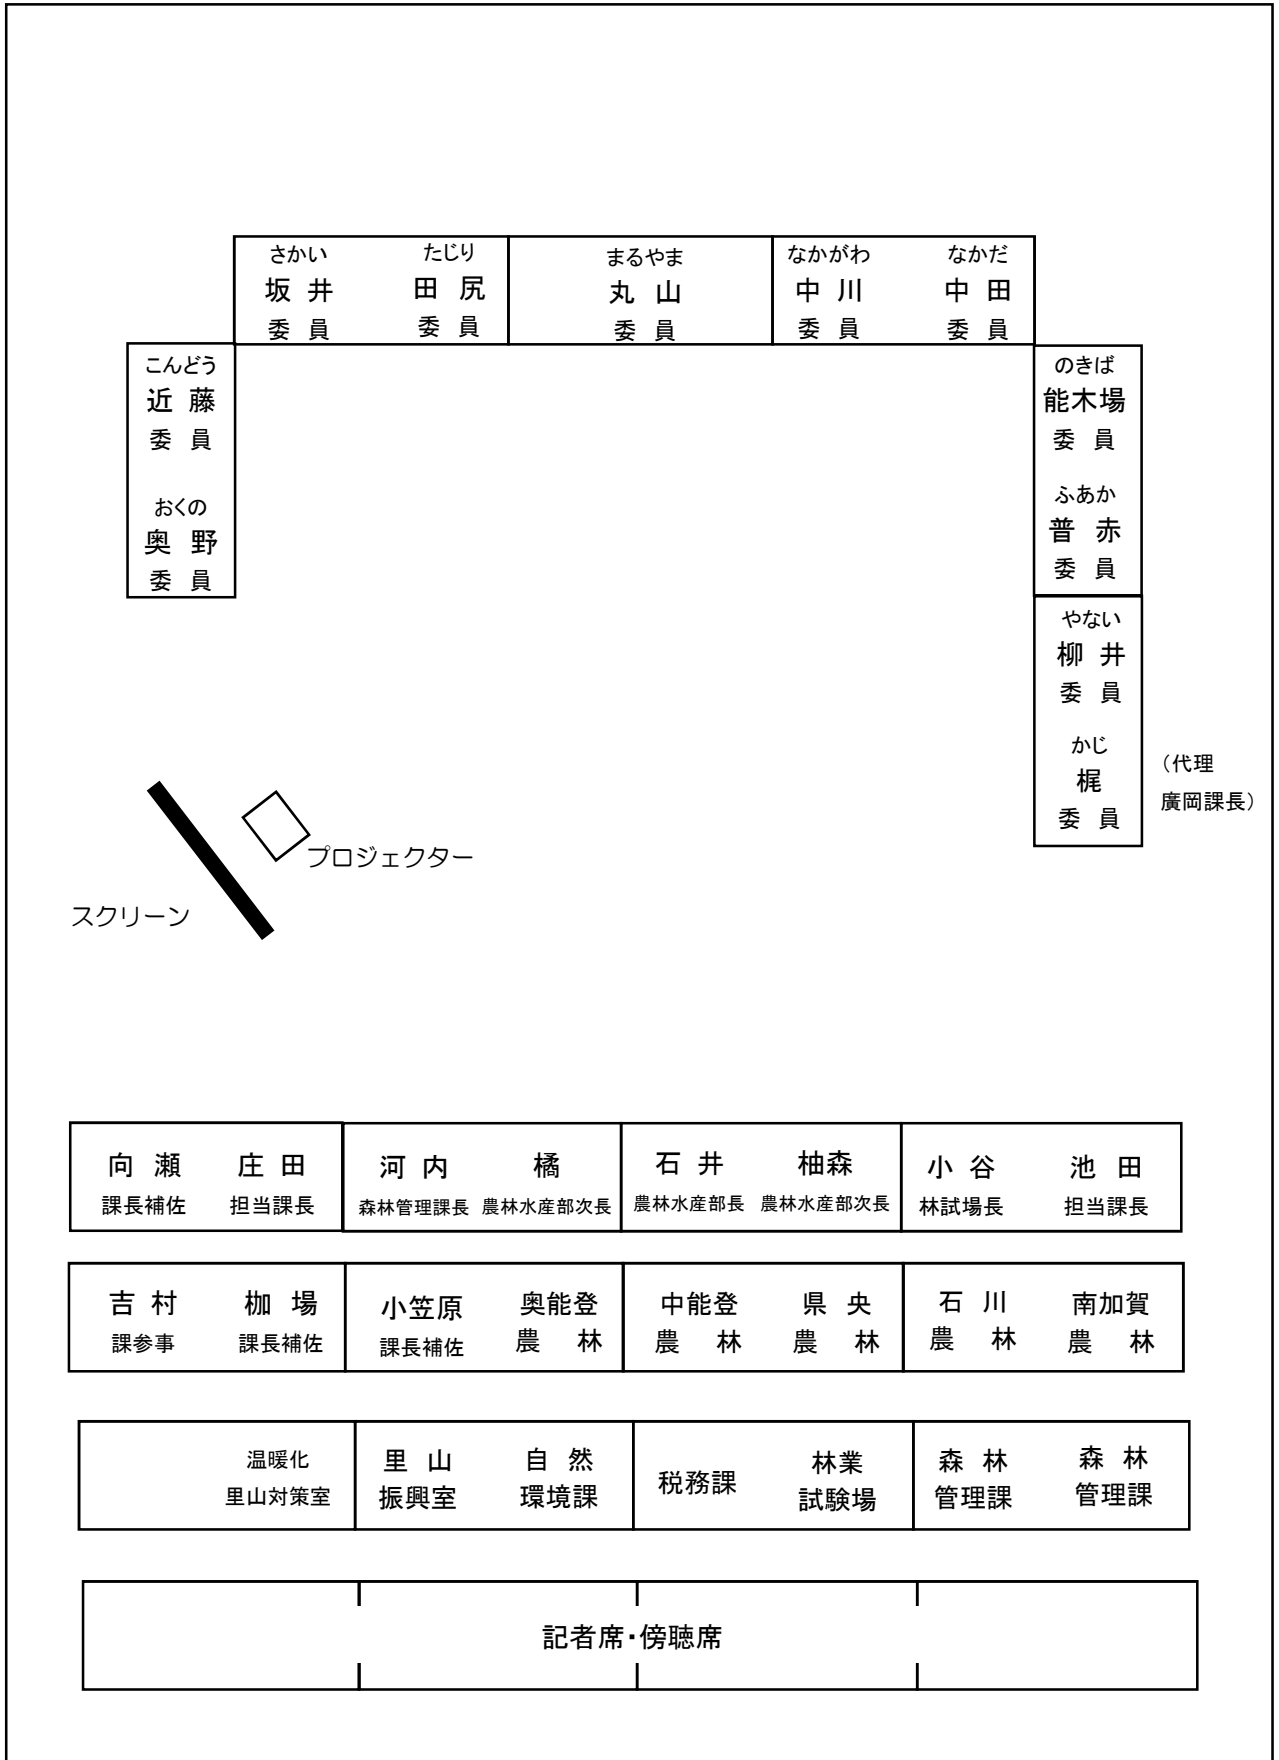 さかい たじり まるやま なかがわ なかだ
坂 井 田 尻 丸 山 中 川 中 田
委 員 委 員 委 員 委 員 委 員
こんどう
近 藤
委 員
おくの
奥 野
委 員
のきば
能木場
委 員
ふあか
普 赤
委 員
やない
柳 井
委 員
かじ
梶
委 員
（代理
廣岡課長）
プロジェクター
スクリーン
向 瀬 庄 田 河 内 橘 石 井 柚森 小 谷 池 田
課長補佐 担当課長 森林管理課長 農林水産部次長 農林水産部長 農林水産部次長 林試場長 担当課長
吉 村 枷 場 小笠原 奥能登 中能登 県 央 石 川 南加賀
課参事 課長補佐 課長補佐 農 林 農 林 農 林 農 林 農 林
温暖化 里 山 自 然 税務課 林業 森 林 森 林
里山対策室 振興室 環境課 試験場 管理課 管理課
記者席・傍聴席